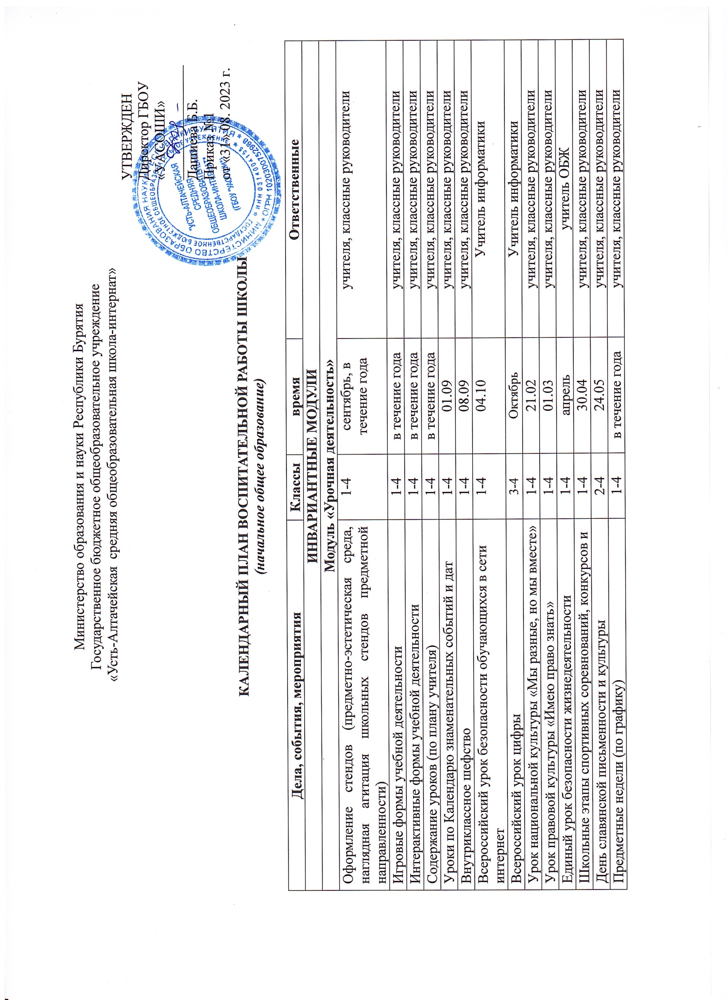 Министерство образования и науки Республики Бурятия
Государственное бюджетное общеобразовательное учреждение
«Усть-Алтачейская средняя общеобразовательная школа-интернат»
УТВЕРЖДЕН
Директор ГБОУ
«УАСОШИ»
Дашиева Б.Б.
Приказ №1
от «31» 08. 2023 г.
МИНИСТЕРСТВО ОБРАЗОВАНИЯ НАУКИ БУРЯТИЯ * ОГРН 1020300752988
ГОСУДАРСТВЕННОЕ БЮДЖЕТНОЕ ОБЩЕОБРАЗОВАТЕЛЬНОЕ УЧРЕЖДЕНИЕ * ИНН 0314004158
"УСТЬ-АЛТАЧЕЙСКАЯ
СРЕДНЯЯ
ОБЩЕОБРАЗОВАТЕЛЬНАЯ
ШКОЛА-ИНТЕРНАТ"
(ГБОУ "УАСОШИ")
КАЛЕНДАРНЫЙ ПЛАН ВОСПИТАТЕЛЬНОЙ РАБОТЫ ШКОЛЫ
(начальное общее образование)
Дела, события, мероприятия Классы время Ответственные
ИНВАРИАНТНЫЕ МОДУЛИ
Модуль «Урочная деятельность»
Оформление стендов (предметно-эстетическая среда, 1-4 сентябрь, в учителя, классные руководители
наглядная агитация школьных стендов предметной течение года
направленности)
Игровые формы учебной деятельности 1-4 в течение года учителя, классные руководители
Интерактивные формы учебной деятельности 1-4 в течение года учителя, классные руководители
Содержание уроков (по плану учителя) 1-4 в течение года учителя, классные руководители
Уроки по Календарю знаменательных событий и дат 1-4 01.09 учителя, классные руководители
Внутриклассное шефство 1-4 08.09 учителя, классные руководители
Всероссийский урок безопасности обучающихся в сети 1-4 04.10 Учитель информатики
интернет
Всероссийский урок цифры 3-4 Октябрь Учитель информатики
Урок национальной культуры «Мы разные, но мы вместе» 1-4 21.02 учителя, классные руководители
Урок правовой культуры «Имею право знать» 1-4 01.03 учителя, классные руководители
Единый урок безопасности жизнедеятельности 1-4 апрель учитель ОБЖ
Школьные этапы спортивных соревнований, конкурсов и 1-4 30.04 учителя, классные руководители
День славянской письменности и культуры 2-4 24.05 учителя, классные руководители
Предметные недели (по графику) 1-4 в течение года учителя, классные руководители